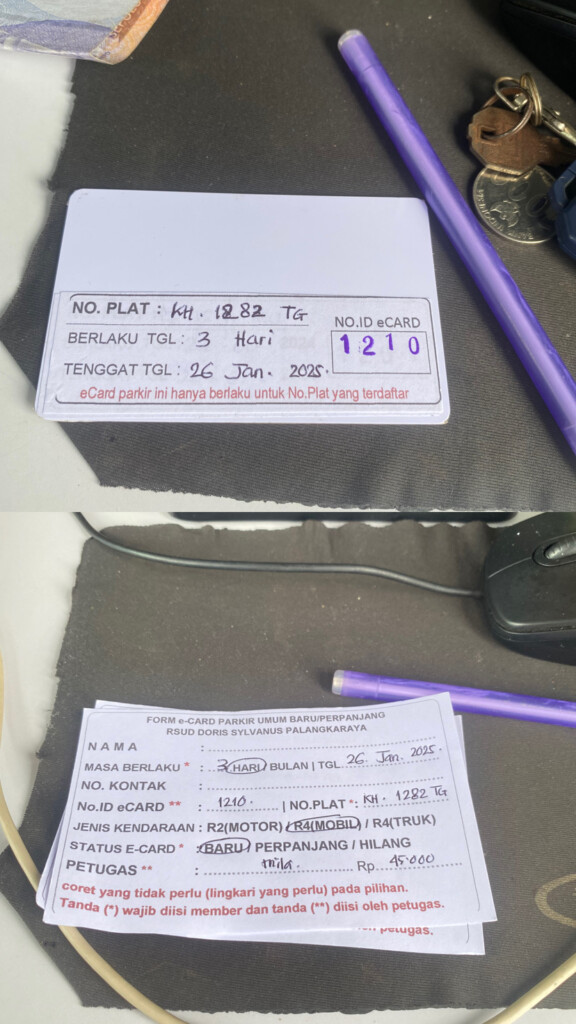 NO. PLAT : KH. 1282 TG
BERLAKU TGL : 3 Hari
NO.ID eCARD
1210
TENGGAT TGL : 26 Jan. 2025.
eCard parkir ini hanya berlaku untuk No.Plat yang terdaftar
FORM e-CARD PARKIR UMUM BARU/PERPANJANG
RSUD DORIS SYLVANUS PALANGKARAYA
NAMA :
MASA BERLAKU * : 3 (HARI) BULAN | TGL. 26 Jan. 2025.
NO. KONTAK :
No.ID eCARD ** : 1210. | NO.PLAT *: KH. 1282 TG
JENIS KENDARAAN : R2(MOTOR) / R4(MOBIL) / R4(TRUK)
STATUS E-CARD * : BARU / PERPANJANG / HILANG
PETUGAS ** : Mila. Rp. 45.000
coret yang tidak perlu (lingkari yang perlu) pada pilihan.
Tanda (*) wajib diisi member dan tanda (**) diisi oleh petugas.
petugas.